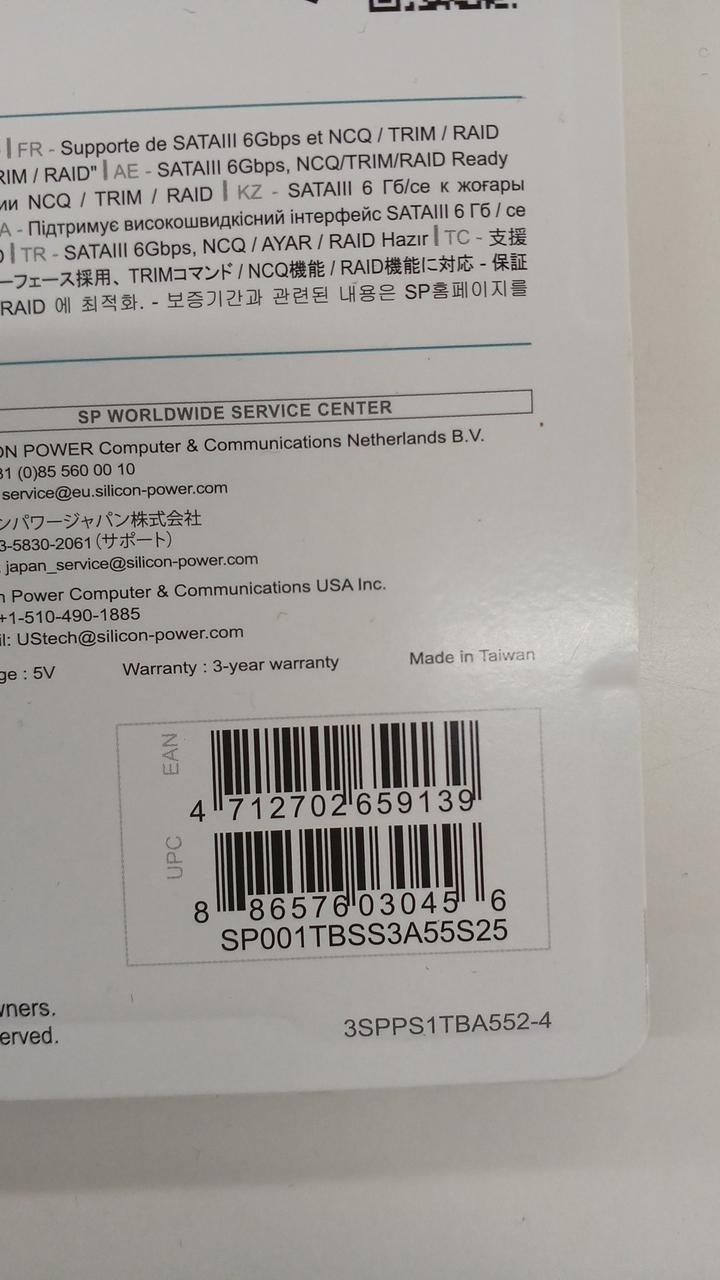 | FR - Supporte de SATAIII 6Gbps et NCQ / TRIM / RAID
RIM / RAID" | AE - SATAIII 6Gbps, NCQ/TRIM/RAID Ready
ии NCQ / TRIM / RAID | KZ - SATAIII 6 Гб/се к жоғары
A - Підтримує високошвидкісний інтерфейс SATAIII 6 Гб / се
| TR - SATAIII 6Gbps, NCQ / AYAR / RAID Hazır | TC - 支援
ーフェース採用、TRIMコマンド / NCQ機能 / RAID機能に対応 - 保証
RAID 에 최적화. - 보증기간과 관련된 내용은 SP홈페이지를
SP WORLDWIDE SERVICE CENTER
ON POWER Computer & Communications Netherlands B.V.
31 (0)85 560 00 10
service@eu.silicon-power.com
ンパワージャパン株式会社
3-5830-2061（サポート）
: japan_service@silicon-power.com
n Power Computer & Communications USA Inc.
+1-510-490-1885
il: UStech@silicon-power.com
ge : 5V Warranty : 3-year warranty Made in Taiwan
EAN
4 712702 659139
UPC
8 86576 03045 6
SP001TBSS3A55S25
wners.
erved.
3SPPS1TBA552-4